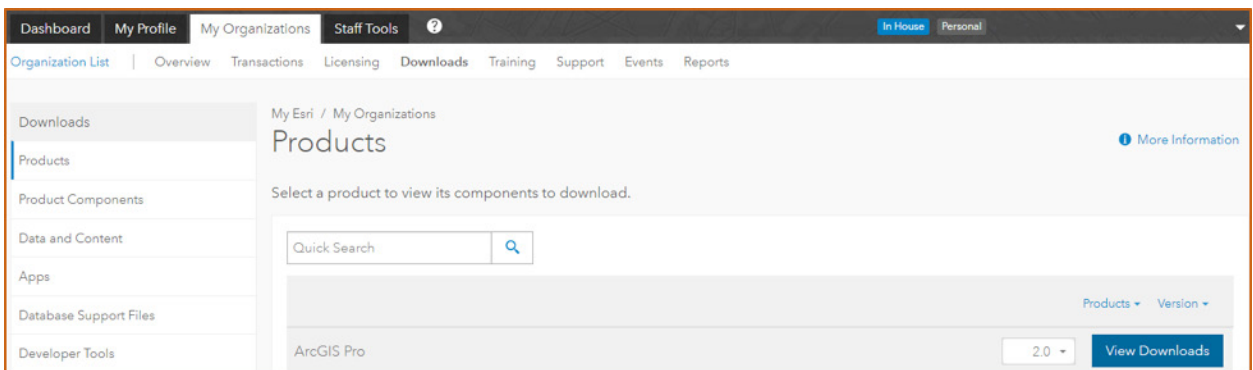 Dashboard My Profile My Organizations Staff Tools ? In House Personal
Organization List | Overview Transactions Licensing Downloads Training Support Events Reports
Downloads
Products
Product Components
Data and Content
Apps
Database Support Files
Developer Tools
My Esri / My Organizations
Products
More Information
Select a product to view its components to download.
Quick Search
Products Version
ArcGIS Pro 2.0 View Downloads